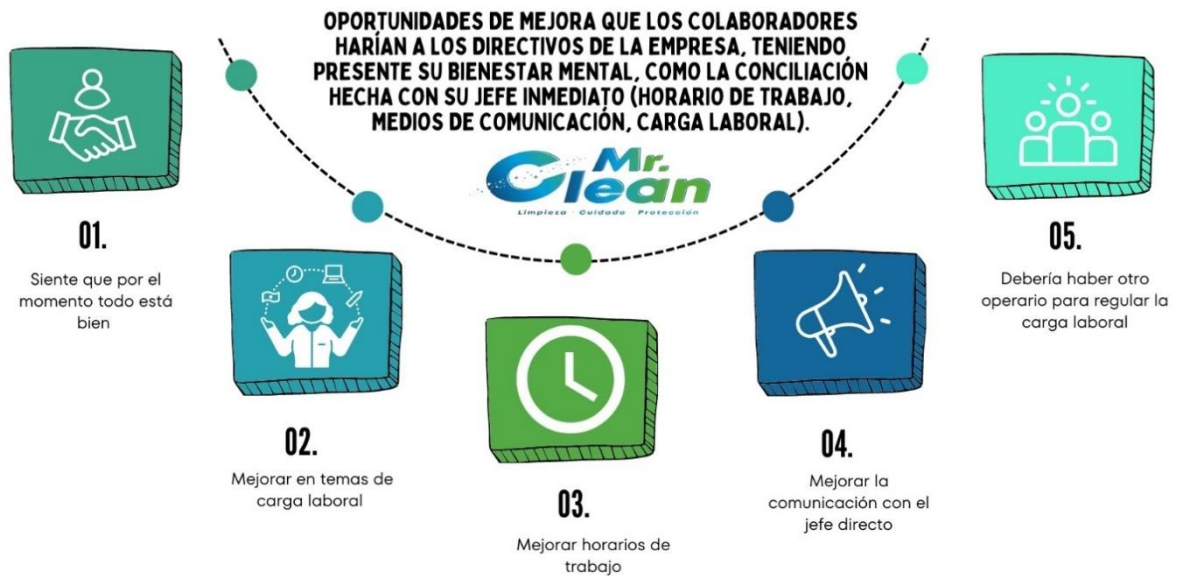 OPORTUNIDADES DE MEJORA QUE LOS COLABORADORES
HARÍAN A LOS DIRECTIVOS DE LA EMPRESA, TENIENDO
PRESENTE SU BIENESTAR MENTAL, COMO LA CONCILIACIÓN
HECHA CON SU JEFE INMEDIATO (HORARIO DE TRABAJO,
MEDIOS DE COMUNICACIÓN, CARGA LABORAL).
Mr.
Clean
Limpieza · Cuidado · Protección
01.
Siente que por el
momento todo está
bien
02.
Mejorar en temas de
carga laboral
03.
Mejorar horarios de
trabajo
04.
Mejorar la
comunicación con el
jefe directo
05.
Debería haber otro
operario para regular la
carga laboral